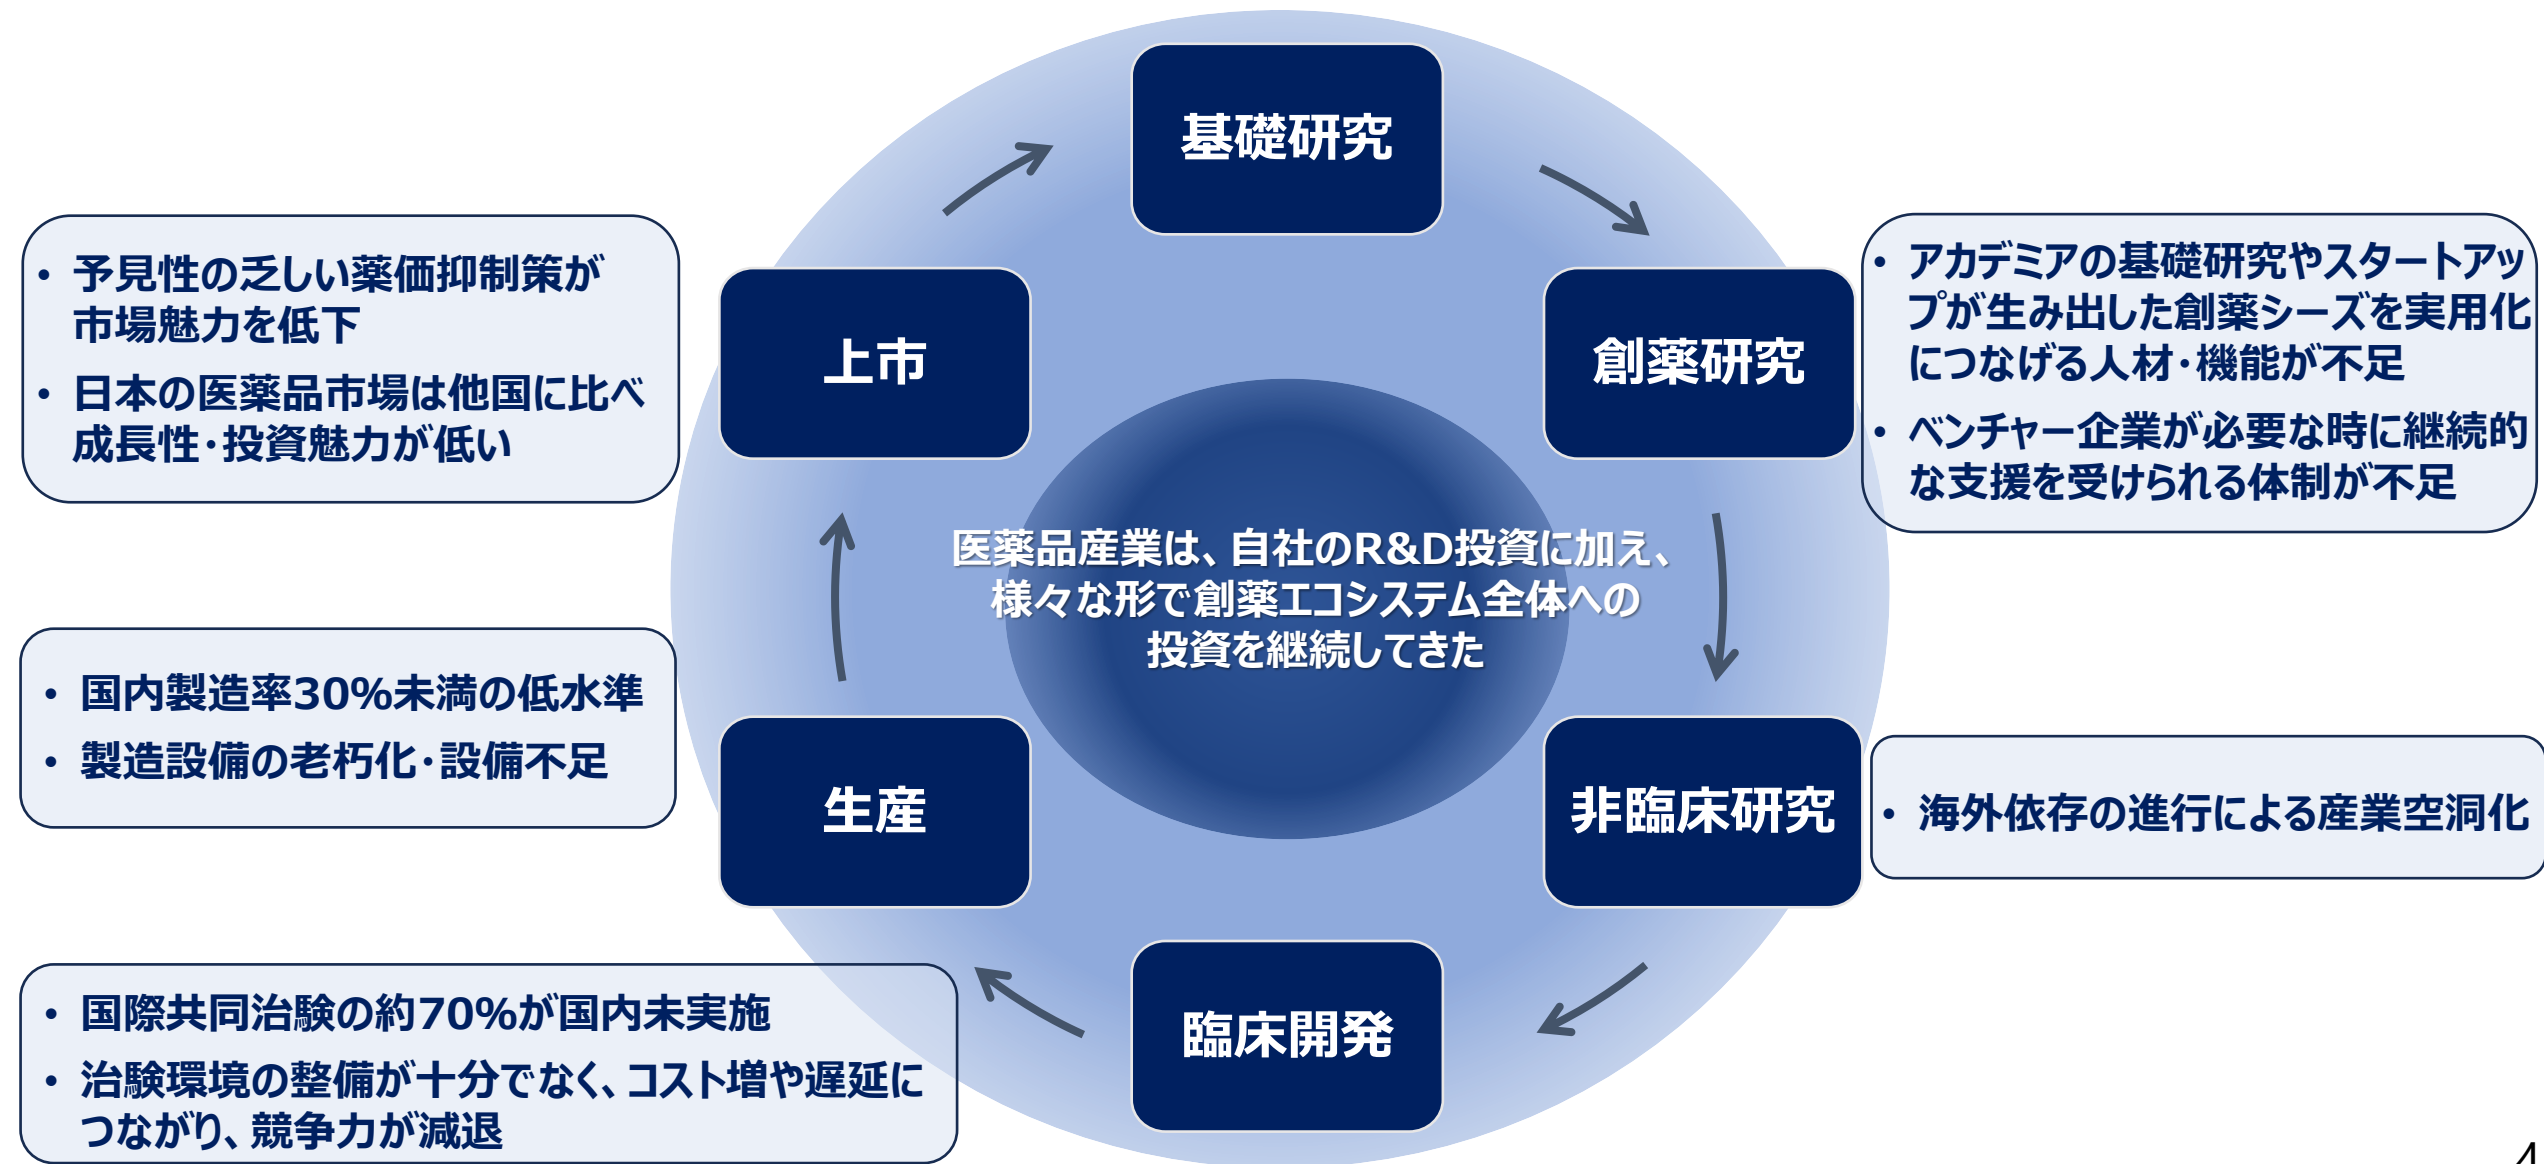 基礎研究
上市
創薬研究
• 予見性の乏しい薬価抑制策が
市場魅力を低下
• 日本の医薬品市場は他国に比べ
成長性・投資魅力が低い
• アカデミアの基礎研究やスタートアッ
プが生み出した創薬シーズを実用化
につなげる人材・機能が不足
• ベンチャー企業が必要な時に継続的
な支援を受けられる体制が不足
医薬品産業は、自社のR&D投資に加え、
様々な形で創薬エコシステム全体への
投資を継続してきた
• 国内製造率30%未満の低水準
• 製造設備の老朽化・設備不足
生産
非臨床研究
• 海外依存の進行による産業空洞化
• 国際共同治験の約70%が国内未実施
• 治験環境の整備が十分でなく、コスト増や遅延に
つながり、競争力が減退
臨床開発
4